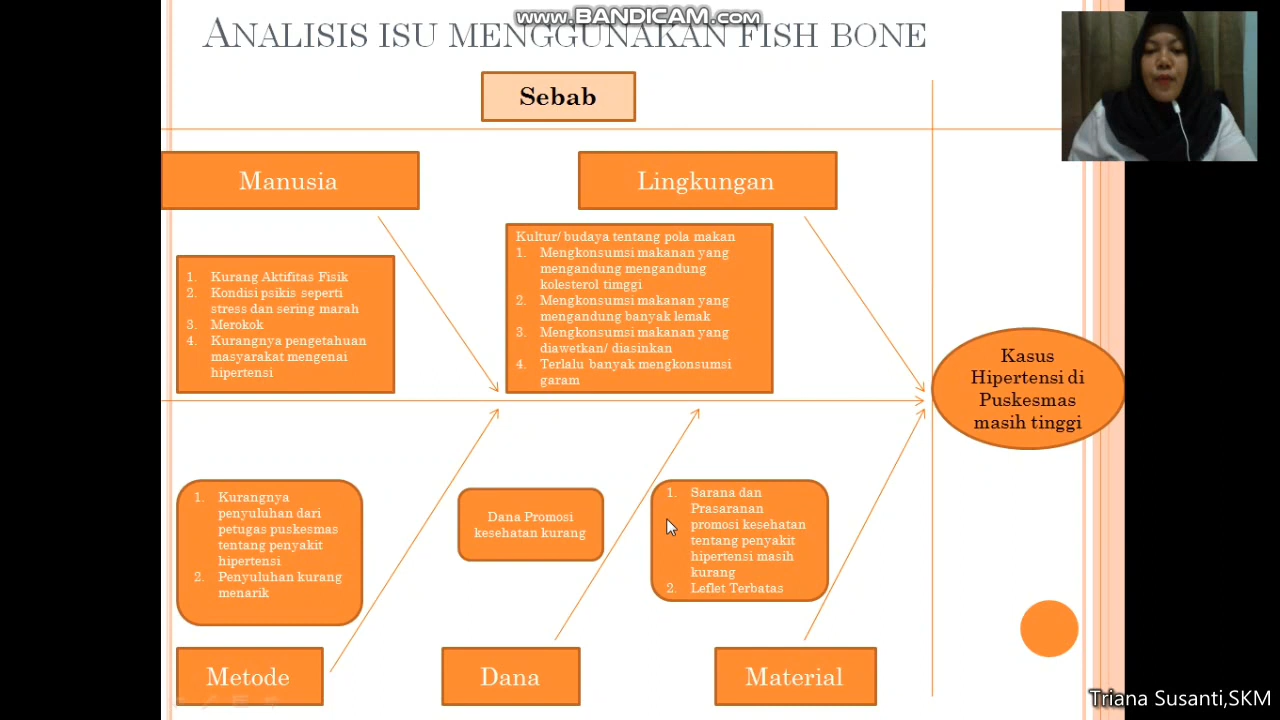 www.BANDICAM.com
ANALISIS ISU MENGGUNAKAN FISH BONE
Sebab
Manusia
Lingkungan
1. Kurang Aktifitas Fisik
2. Kondisi psikis seperti
stress dan sering marah
3. Merokok
4. Kurangnya pengetahuan
masyarakat mengenai
hipertensi
Kultur/ budaya tentang pola makan
1. Mengkonsumsi makanan yang
mengandung mengandung
kolesterol timggi
2. Mengkonsumsi makanan yang
mengandung banyak lemak
3. Mengkonsumsi makanan yang
diawetkan/ diasinkan
4. Terlalu banyak mengkonsumsi
garam
Kasus
Hipertensi di
Puskesmas
masih tinggi
1. Kurangnya
penyuluhan dari
petugas puskesmas
tentang penyakit
hipertensi
2. Penyuluhan kurang
menarik
Dana Promosi
kesehatan kurang
1. Sarana dan
Prasaranan
promosi kesehatan
tentang penyakit
hipertensi masih
kurang
2. Leflet Terbatas
Metode
Dana
Material
Triana Susanti,SKM